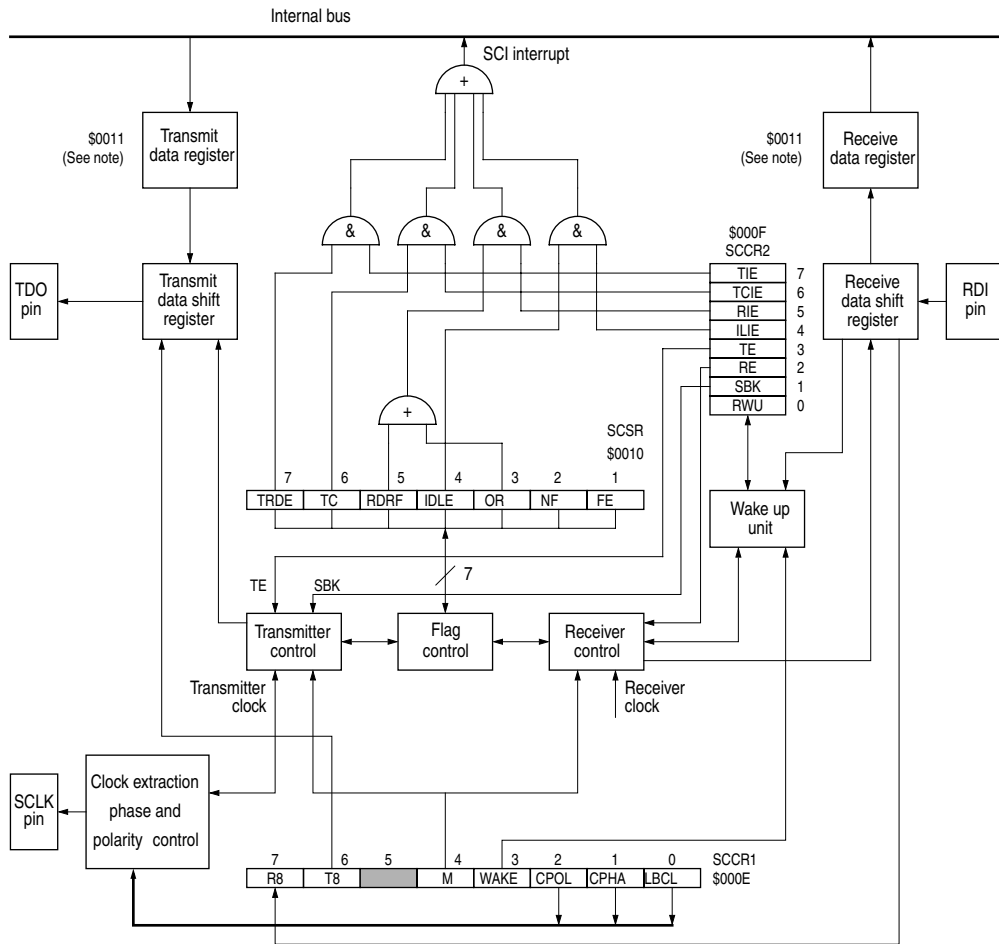 Internal bus
SCI interrupt
+
$0011
(See note)
Transmit
data register
$0011
(See note)
Receive
data register
&
&
&
&
$000F
SCCR2
TDO
pin
Transmit
data shift
register
TIE 7
TCIE 6
RIE 5
ILIE 4
TE 3
RE 2
SBK 1
RWU 0
Receive
data shift
register
RDI
pin
+
SCSR
$0010
7 6 5 4 3 2 1
TRDE TC RDRF IDLE OR NF FE
Wake up
unit
7
TE SBK
Transmitter
control
Flag
control
Receiver
control
Transmitter
clock
Receiver
clock
SCLK
pin
Clock extraction
phase and
polarity control
7 6 5 4 3 2 1 0 SCCR1
R8 T8 M WAKE CPOL CPHA LBCL $000E